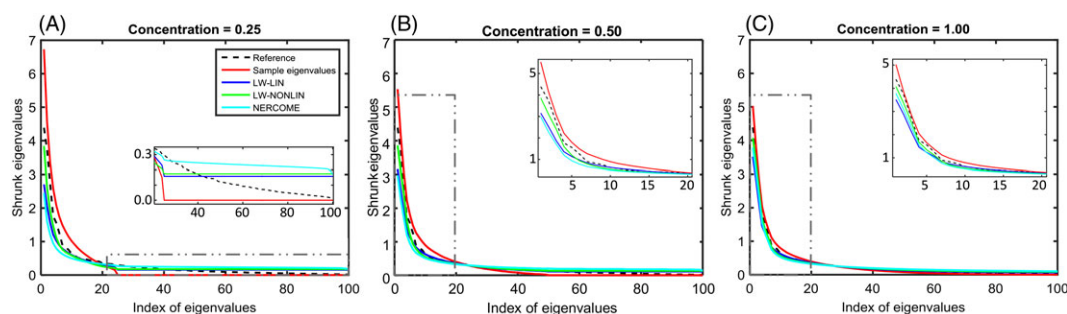 (A)
Concentration = 0.25
Shrunk eigenvalues
7
6
5
4
3
2
1
0
0 20 40 60 80 100
Index of eigenvalues
Reference
Sample eigenvalues
LW-LIN
LW-NONLIN
NERCOME
0.3
0.0
40 60 80 100
(B)
Concentration = 0.50
Shrunk eigenvalues
7
6
5
4
3
2
1
0
0 20 40 60 80 100
Index of eigenvalues
5
1
5 10 15 20
(C)
Concentration = 1.00
Shrunk eigenvalues
7
6
5
4
3
2
1
0
0 20 40 60 80 100
Index of eigenvalues
5
1
5 10 15 20